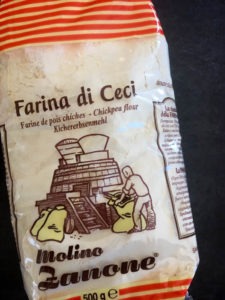 Farina di Ceci
Farine de pois chiches - Chickpea flour
Kichererbsenmehl
Molino
Zanone®
500 g e